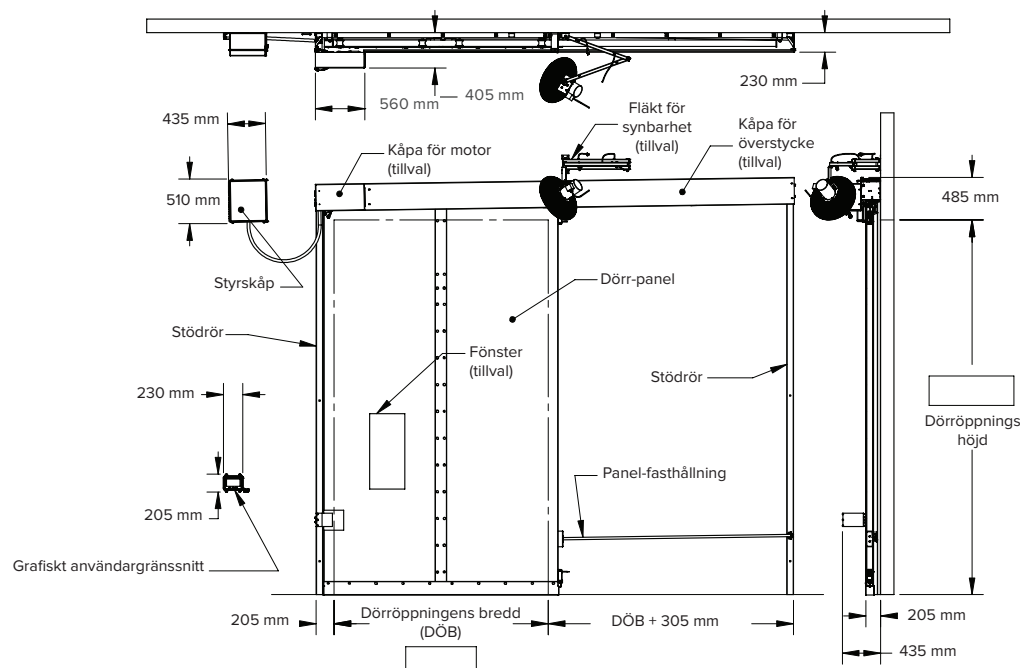 230 mm
405 mm
560 mm
435 mm
Fläkt för
synbarhet
(tillval)
Kåpa för
överstycke
(tillval)
Kåpa för motor
(tillval)
510 mm
485 mm
Styrskåp
Dörr-panel
Stödrör
Fönster
(tillval)
Stödrör
230 mm
Dörröppnings
höjd
Panel-fasthållning
205 mm
Grafiskt användargränssnitt
205 mm
Dörröppningens bredd
(DÖB)
DÖB + 305 mm
205 mm
435 mm